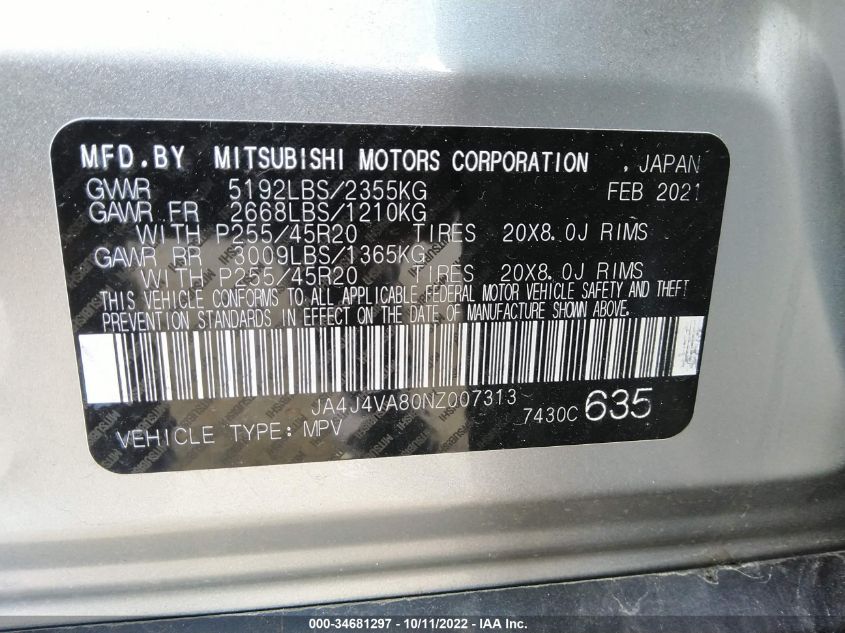 MFD.BY MITSUBISHI MOTORS CORPORATION , JAPAN
GVWR 5192LBS/2355KG FEB 2021
GAWR FR 2668LBS/1210KG
WITH P255/45R20 TIRES 20X8.0J RIMS
GAWR RR 3009LBS/1365KG
WITH P255/45R20 TIRES 20X8.0J RIMS
THIS VEHICLE CONFORMS TO ALL APPLICABLE FEDERAL MOTOR VEHICLE SAFETY AND THEFT
PREVENTION STANDARDS IN EFFECT ON THE DATE OF MANUFACTURE SHOWN ABOVE.
JA4J4VA80NZ007313
VEHICLE TYPE: MPV 7430C 635
000-34681297 - 10/11/2022 - IAA Inc.